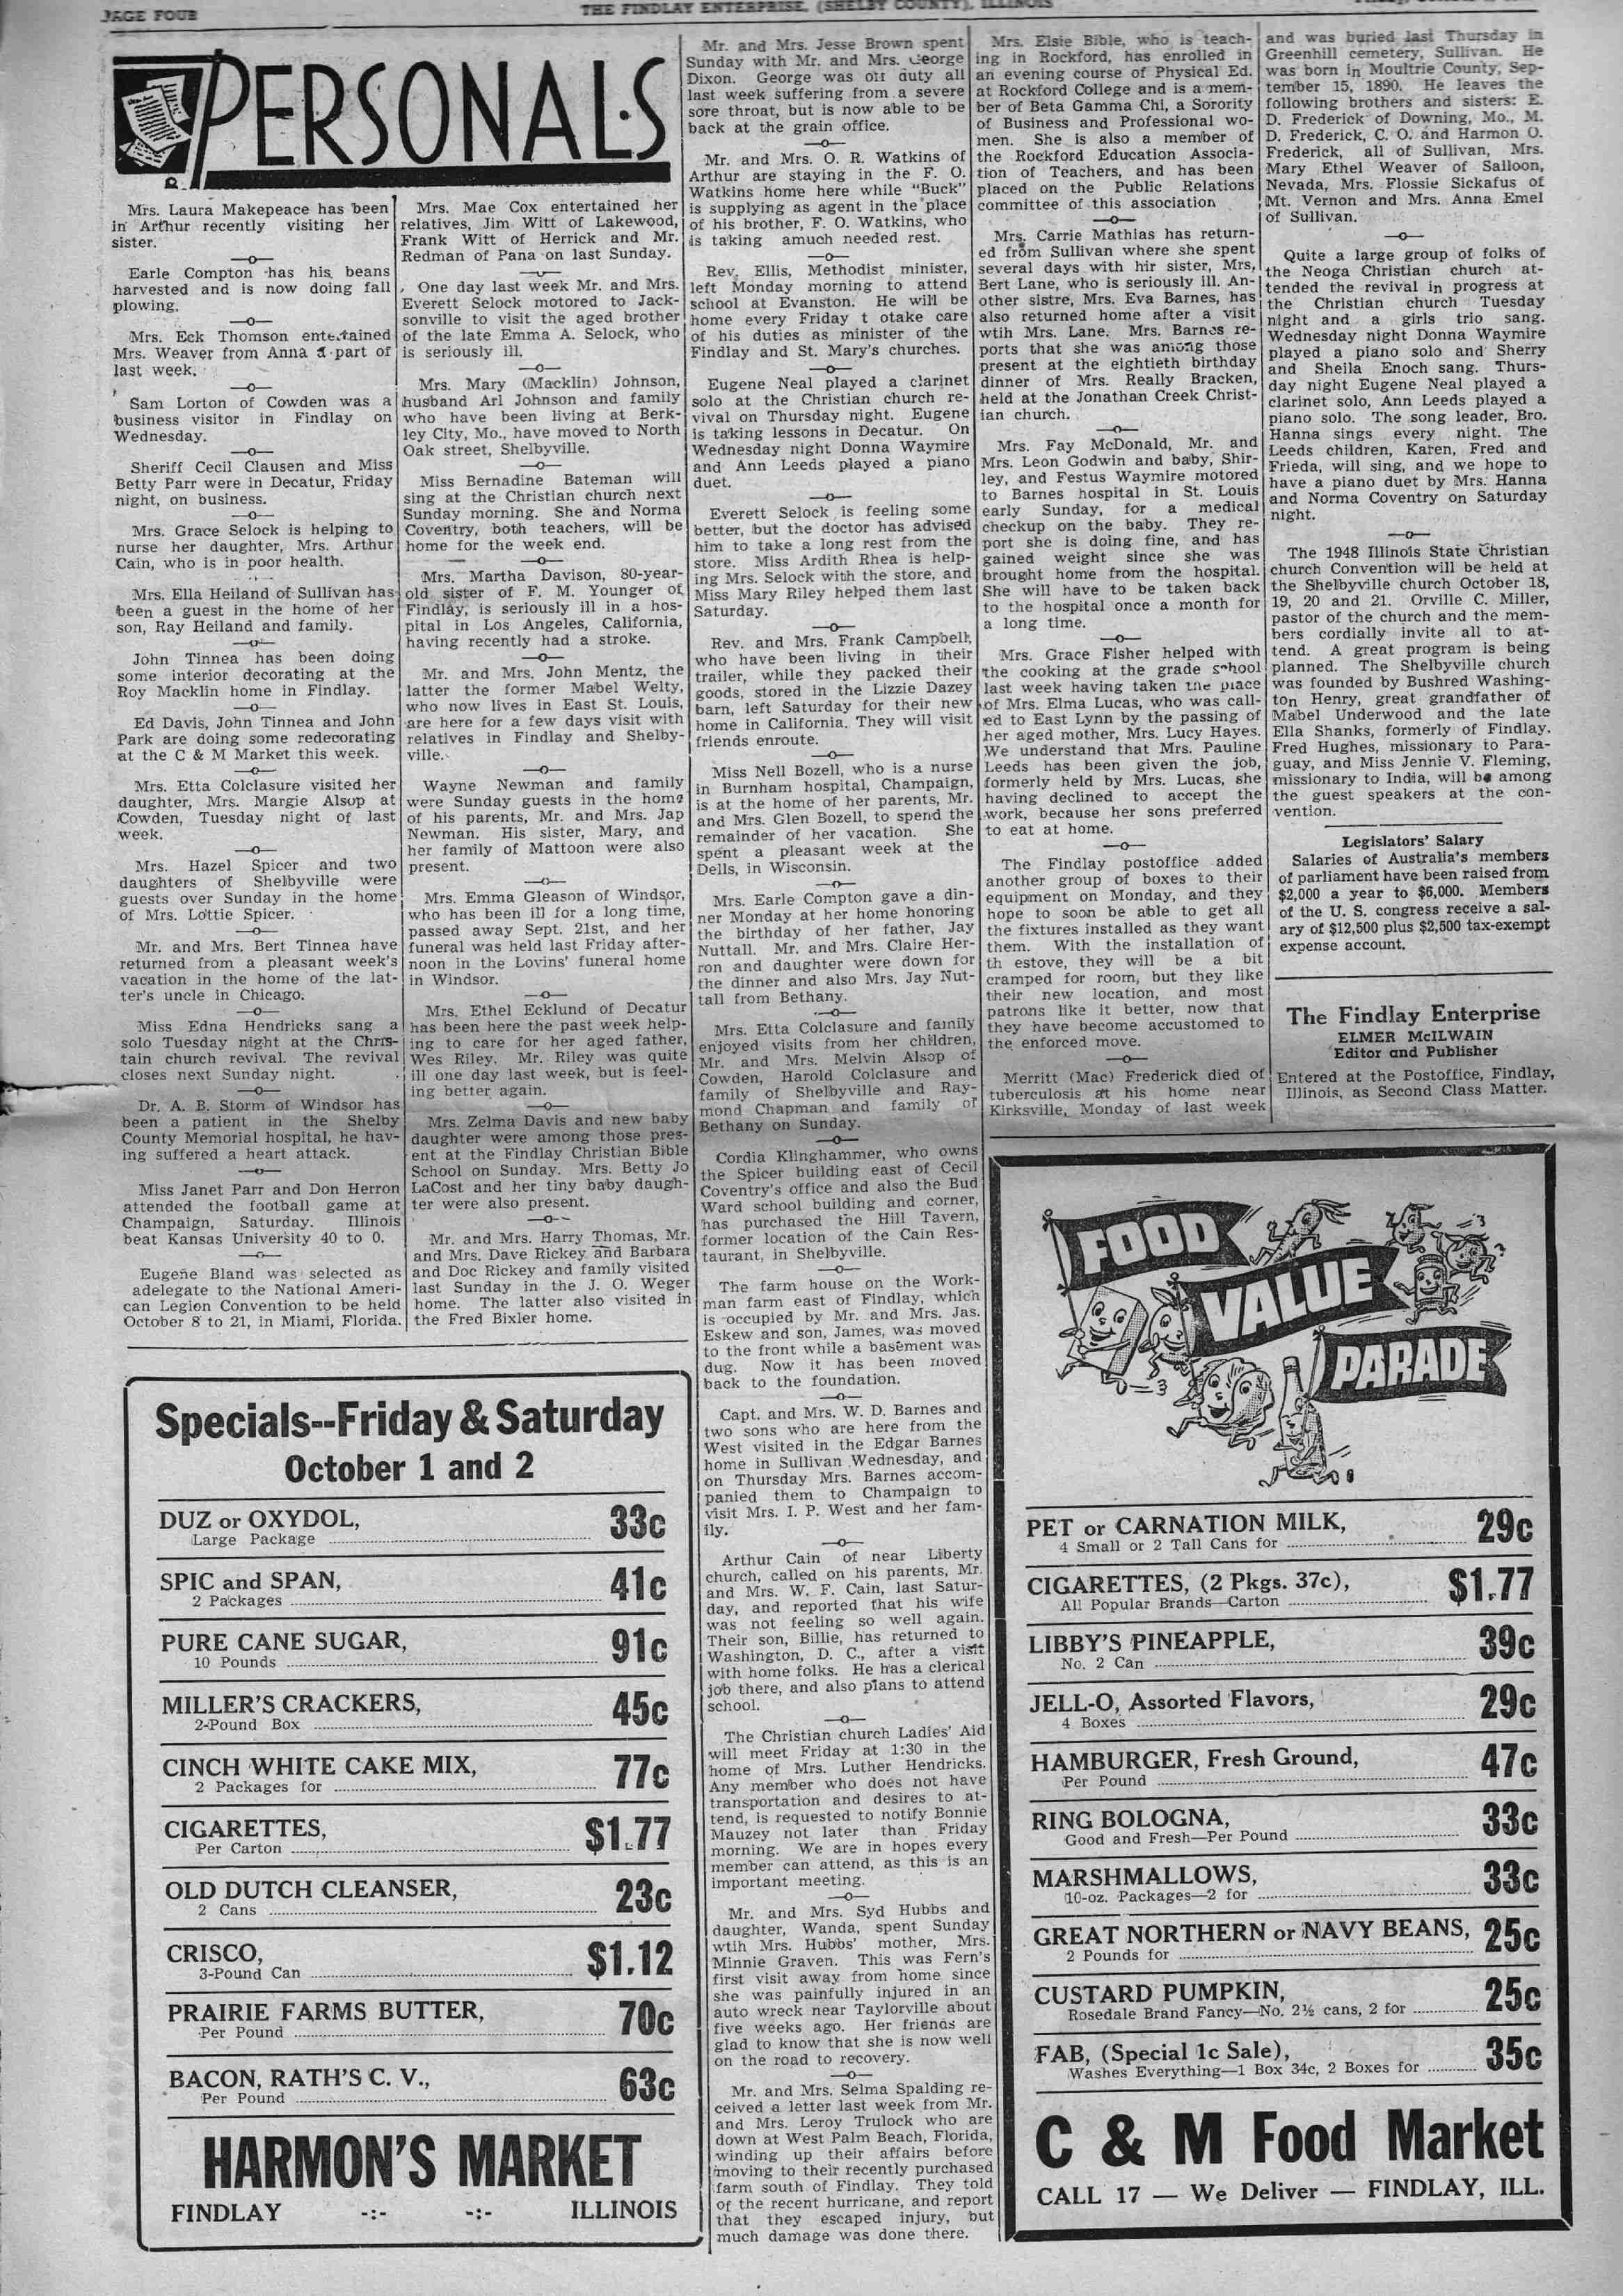 PAGE FOUR
THE FINDLAY ENTERPRISE, (SHELBY COUNTY), ILLINOIS
PERSONALS
Mrs. Laura Makepeace has been
in Arthur recently visiting her
sister.
—o—
Earle Compton has his beans
harvested and is now doing fall
plowing.
—o—
Mrs. Eck Thomson entertained
Mrs. Weaver from Anna a part of
last week.
—o—
Sam Lorton of Cowden was a
business visitor in Findlay on
Wednesday.
—o—
Sheriff Cecil Clausen and Miss
Betty Parr were in Decatur, Friday
night, on business.
—o—
Mrs. Grace Selock is helping to
nurse her daughter, Mrs. Arthur
Cain, who is in poor health.
Mrs. Ella Heiland of Sullivan has
been a guest in the home of her
son, Ray Heiland and family.
—o—
John Tinnea has been doing
some interior decorating at the
Roy Macklin home in Findlay.
—o—
Ed Davis, John Tinnea and John
Park are doing some redecorating
at the C & M Market this week.
—o—
Mrs. Etta Colclasure visited her
daughter, Mrs. Margie Alsop at
Cowden, Tuesday night of last
week.
—o—
Mrs. Hazel Spicer and two
daughters of Shelbyville were
guests over Sunday in the home
of Mrs. Lottie Spicer.
—o—
Mr. and Mrs. Bert Tinnea have
returned from a pleasant week's
vacation in the home of the lat-
ter's uncle in Chicago.
—o—
Miss Edna Hendricks sang a
solo Tuesday night at the Chris-
tain church revival. The revival
closes next Sunday night.
—o—
Dr. A. B. Storm of Windsor has
been a patient in the Shelby
County Memorial hospital, he hav-
ing suffered a heart attack.
—o—
Miss Janet Parr and Don Herron
attended the football game at
Champaign, Saturday. Illinois
beat Kansas University 40 to 0.
—o—
Eugene Bland was selected as
adelegate to the National Ameri-
can Legion Convention to be held
October 8 to 21, in Miami, Florida.
Mrs. Mae Cox entertained her
relatives, Jim Witt of Lakewood,
Frank Witt of Herrick and Mr.
Redman of Pana on last Sunday.
—o—
One day last week Mr. and Mrs.
Everett Selock motored to Jack-
sonville to visit the aged brother
of the late Emma A. Selock, who
is seriously ill.
—o—
Mrs. Mary (Macklin) Johnson,
husband Arl Johnson and family
who have been living at Berk-
ley City, Mo., have moved to North
Oak street, Shelbyville.
—o—
Miss Bernadine Bateman will
sing at the Christian church next
Sunday morning. She and Norma
Coventry, both teachers, will be
home for the week end.
—o—
Mrs. Martha Davison, 80-year-
old sister of F. M. Younger of
Findlay, is seriously ill in a hos-
pital in Los Angeles, California,
having recently had a stroke.
—o—
Mr. and Mrs. John Mentz, the
latter the former Mabel Welty,
who now lives in East St. Louis,
are here for a few days visit with
relatives in Findlay and Shelby-
ville.
—o—
Wayne Newman and family
were Sunday guests in the home
of his parents, Mr. and Mrs. Jap
Newman. His sister, Mary, and
her family of Mattoon were also
present.
—o—
Mrs. Emma Gleason of Windsor,
who has been ill for a long time,
passed away Sept. 21st, and her
funeral was held last Friday after-
noon in the Lovins' funeral home
in Windsor.
—o—
Mrs. Ethel Ecklund of Decatur
has been here the past week help-
ing to care for her aged father,
Wes Riley. Mr. Riley was quite
ill one day last week, but is feel-
ing better again.
—o—
Mrs. Zelma Davis and new baby
daughter were among those pres-
ent at the Findlay Christian Bible
School on Sunday. Mrs. Betty Jo
LaCost and her tiny baby daugh-
ter were also present.
—o—
Mr. and Mrs. Harry Thomas, Mr.
and Mrs. Dave Rickey and Barbara
and Doc Rickey and family visited
last Sunday in the J. O. Weger
home. The latter also visited in
the Fred Bixler home.
Mr. and Mrs. Jesse Brown spent
Sunday with Mr. and Mrs. George
Dixon. George was off duty all
last week suffering from a severe
sore throat, but is now able to be
back at the grain office.
—o—
Mr. and Mrs. O. R. Watkins of
Arthur are staying in the F. O.
Watkins home here while "Buck"
is supplying as agent in the place
of his brother, F. O. Watkins, who
is taking amuch needed rest.
—o—
Rev. Ellis, Methodist minister,
left Monday morning to attend
school at Evanston. He will be
home every Friday t otake care
of his duties as minister of the
Findlay and St. Mary's churches.
—o—
Eugene Neal played a clarinet
solo at the Christian church re-
vival on Thursday night. Eugene
is taking lessons in Decatur. On
Wednesday night Donna Waymire
and Ann Leeds played a piano
duet.
—o—
Everett Selock is feeling some
better, but the doctor has advised
him to take a long rest from the
store. Miss Ardith Rhea is help-
ing Mrs. Selock with the store, and
Miss Mary Riley helped them last
Saturday.
—o—
Rev. and Mrs. Frank Campbell,
who have been living in their
trailer, while they packed their
goods, stored in the Lizzie Dazey
barn, left Saturday for their new
home in California. They will visit
friends enroute.
—o—
Miss Nell Bozell, who is a nurse
in Burnham hospital, Champaign,
is at the home of her parents, Mr.
and Mrs. Glen Bozell, to spend the
remainder of her vacation. She
spent a pleasant week at the
Dells, in Wisconsin.
—o—
Mrs. Earle Compton gave a din-
ner Monday at her home honoring
the birthday of her father, Jay
Nuttall. Mr. and Mrs. Claire Her-
ron and daughter were down for
the dinner and also Mrs. Jay Nut-
tall from Bethany.
—o—
Mrs. Etta Colclasure and family
enjoyed visits from her children,
Mr. and Mrs. Melvin Alsop of
Cowden, Harold Colclasure and
family of Shelbyville and Ray-
mond Chapman and family of
Bethany on Sunday.
—o—
Cordia Klinghammer, who owns
the Spicer building east of Cecil
Coventry's office and also the Bud
Ward school building and corner,
has purchased the Hill Tavern,
former location of the Cain Res-
taurant, in Shelbyville.
—o—
The farm house on the Work-
man farm east of Findlay, which
is occupied by Mr. and Mrs. Jas.
Eskew and son, James, was moved
to the front while a basement was
dug. Now it has been moved
back to the foundation.
—o—
Capt. and Mrs. W. D. Barnes and
two sons who are here from the
West visited in the Edgar Barnes
home in Sullivan Wednesday, and
on Thursday Mrs. Barnes accom-
panied them to Champaign to
visit Mrs. I. P. West and her fam-
ily.
—o—
Arthur Cain of near Liberty
church, called on his parents, Mr.
and Mrs. W. F. Cain, last Satur-
day, and reported that his wife
was not feeling so well again.
Their son, Billie, has returned to
Washington, D. C., after a visit
with home folks. He has a clerical
job there, and also plans to attend
school.
—o—
The Christian church Ladies' Aid
will meet Friday at 1:30 in the
home of Mrs. Luther Hendricks.
Any member who does not have
transportation and desires to at-
tend, is requested to notify Bonnie
Mauzey not later than Friday
morning. We are in hopes every
member can attend, as this is an
important meeting.
—o—
Mr. and Mrs. Syd Hubbs and
daughter, Wanda, spent Sunday
wtih Mrs. Hubbs' mother, Mrs.
Minnie Graven. This was Fern's
first visit away from home since
she was painfully injured in an
auto wreck near Taylorville about
five weeks ago. Her friends are
glad to know that she is now well
on the road to recovery.
—o—
Mr. and Mrs. Selma Spalding re-
ceived a letter last week from Mr.
and Mrs. Leroy Trulock who are
down at West Palm Beach, Florida,
winding up their affairs before
moving to their recently purchased
farm south of Findlay. They told
of the recent hurricane, and report
that they escaped injury, but
much damage was done there.
Mrs. Elsie Bible, who is teach-
ing in Rockford, has enrolled in
an evening course of Physical Ed.
at Rockford College and is a mem-
ber of Beta Gamma Chi, a Sorority
of Business and Professional wo-
men. She is also a member of
the Rockford Education Associa-
tion of Teachers, and has been
placed on the Public Relations
committee of this association
—o—
Mrs. Carrie Mathias has return-
ed from Sullivan where she spent
several days with hir sister, Mrs,
Bert Lane, who is seriously ill. An-
other sistre, Mrs. Eva Barnes, has
also returned home after a visit
wtih Mrs. Lane. Mrs. Barnes re-
ports that she was among those
present at the eightieth birthday
dinner of Mrs. Really Bracken,
held at the Jonathan Creek Christ-
ian church.
—o—
Mrs. Fay McDonald, Mr. and
Mrs. Leon Godwin and baby, Shir-
ley, and Festus Waymire motored
to Barnes hospital in St. Louis
early Sunday, for a medical
checkup on the baby. They re-
port she is doing fine, and has
gained weight since she was
brought home from the hospital.
She will have to be taken back
to the hospital once a month for
a long time.
—o—
Mrs. Grace Fisher helped with
the cooking at the grade school
last week having taken the place
of Mrs. Elma Lucas, who was call-
ed to East Lynn by the passing of
her aged mother, Mrs. Lucy Hayes.
We understand that Mrs. Pauline
Leeds has been given the job,
formerly held by Mrs. Lucas, she
having declined to accept the
work, because her sons preferred
to eat at home.
—o—
The Findlay postoffice added
another group of boxes to their
equipment on Monday, and they
hope to soon be able to get all
the fixtures installed as they want
them. With the installation of
th estove, they will be a bit
cramped for room, but they like
their new location, and most
patrons like it better, now that
they have become accustomed to
the enforced move.
—o—
Merritt (Mac) Frederick died of
tuberculosis at his home near
Kirksville, Monday of last week
and was buried last Thursday in
Greenhill cemetery, Sullivan. He
was born in Moultrie County, Sep-
tember 15, 1890. He leaves the
following brothers and sisters: E.
D. Frederick of Downing, Mo., M.
D. Frederick, C. O. and Harmon O.
Frederick, all of Sullivan, Mrs.
Mary Ethel Weaver of Salloon,
Nevada, Mrs. Flossie Sickafus of
Mt. Vernon and Mrs. Anna Emel
of Sullivan.
—o—
Quite a large group of folks of
the Neoga Christian church at-
tended the revival in progress at
the Christian church Tuesday
night and a girls trio sang.
Wednesday night Donna Waymire
played a piano solo and Sherry
and Sheila Enoch sang. Thurs-
day night Eugene Neal played a
clarinet solo, Ann Leeds played a
piano solo. The song leader, Bro.
Hanna sings every night. The
Leeds children, Karen, Fred and
Frieda, will sing, and we hope to
have a piano duet by Mrs. Hanna
and Norma Coventry on Saturday
night.
—o—
The 1948 Illinois State Christian
church Convention will be held at
the Shelbyville church October 18,
19, 20 and 21. Orville C. Miller,
pastor of the church and the mem-
bers cordially invite all to at-
tend. A great program is being
planned. The Shelbyville church
was founded by Bushred Washing-
ton Henry, great grandfather of
Mabel Underwood and the late
Ella Shanks, formerly of Findlay.
Fred Hughes, missionary to Para-
guay, and Miss Jennie V. Fleming,
missionary to India, will be among
the guest speakers at the con-
vention.
Legislators' Salary
Salaries of Australia's members
of parliament have been raised from
$2,000 a year to $6,000. Members
of the U. S. congress receive a sal-
ary of $12,500 plus $2,500 tax-exempt
expense account.
The Findlay Enterprise
ELMER McILWAIN
Editor and Publisher
Entered at the Postoffice, Findlay,
Illinois, as Second Class Matter.
Specials--Friday & Saturday
October 1 and 2
DUZ or OXYDOL,
Large Package 33c
SPIC and SPAN,
2 Packages 41c
PURE CANE SUGAR,
10 Pounds 91c
MILLER'S CRACKERS,
2-Pound Box 45c
CINCH WHITE CAKE MIX,
2 Packages for 77c
CIGARETTES,
Per Carton $1.77
OLD DUTCH CLEANSER,
2 Cans 23c
CRISCO,
3-Pound Can $1.12
PRAIRIE FARMS BUTTER,
Per Pound 70c
BACON, RATH'S C. V.,
Per Pound 63c
HARMON'S MARKET
FINDLAY -:- -:- ILLINOIS
FOOD
VALUE
PARADE
PET or CARNATION MILK,
4 Small or 2 Tall Cans for 29c
CIGARETTES, (2 Pkgs. 37c),
All Popular Brands—Carton $1.77
LIBBY'S PINEAPPLE,
No. 2 Can 39c
JELL-O, Assorted Flavors,
4 Boxes 29c
HAMBURGER, Fresh Ground,
Per Pound 47c
RING BOLOGNA,
Good and Fresh—Per Pound 33c
MARSHMALLOWS,
10-oz. Packages—2 for 33c
GREAT NORTHERN or NAVY BEANS,
2 Pounds for 25c
CUSTARD PUMPKIN,
Rosedale Brand Fancy—No. 2½ cans, 2 for 25c
FAB, (Special 1c Sale),
Washes Everything—1 Box 34c, 2 Boxes for 35c
C & M Food Market
CALL 17 — We Deliver — FINDLAY, ILL.